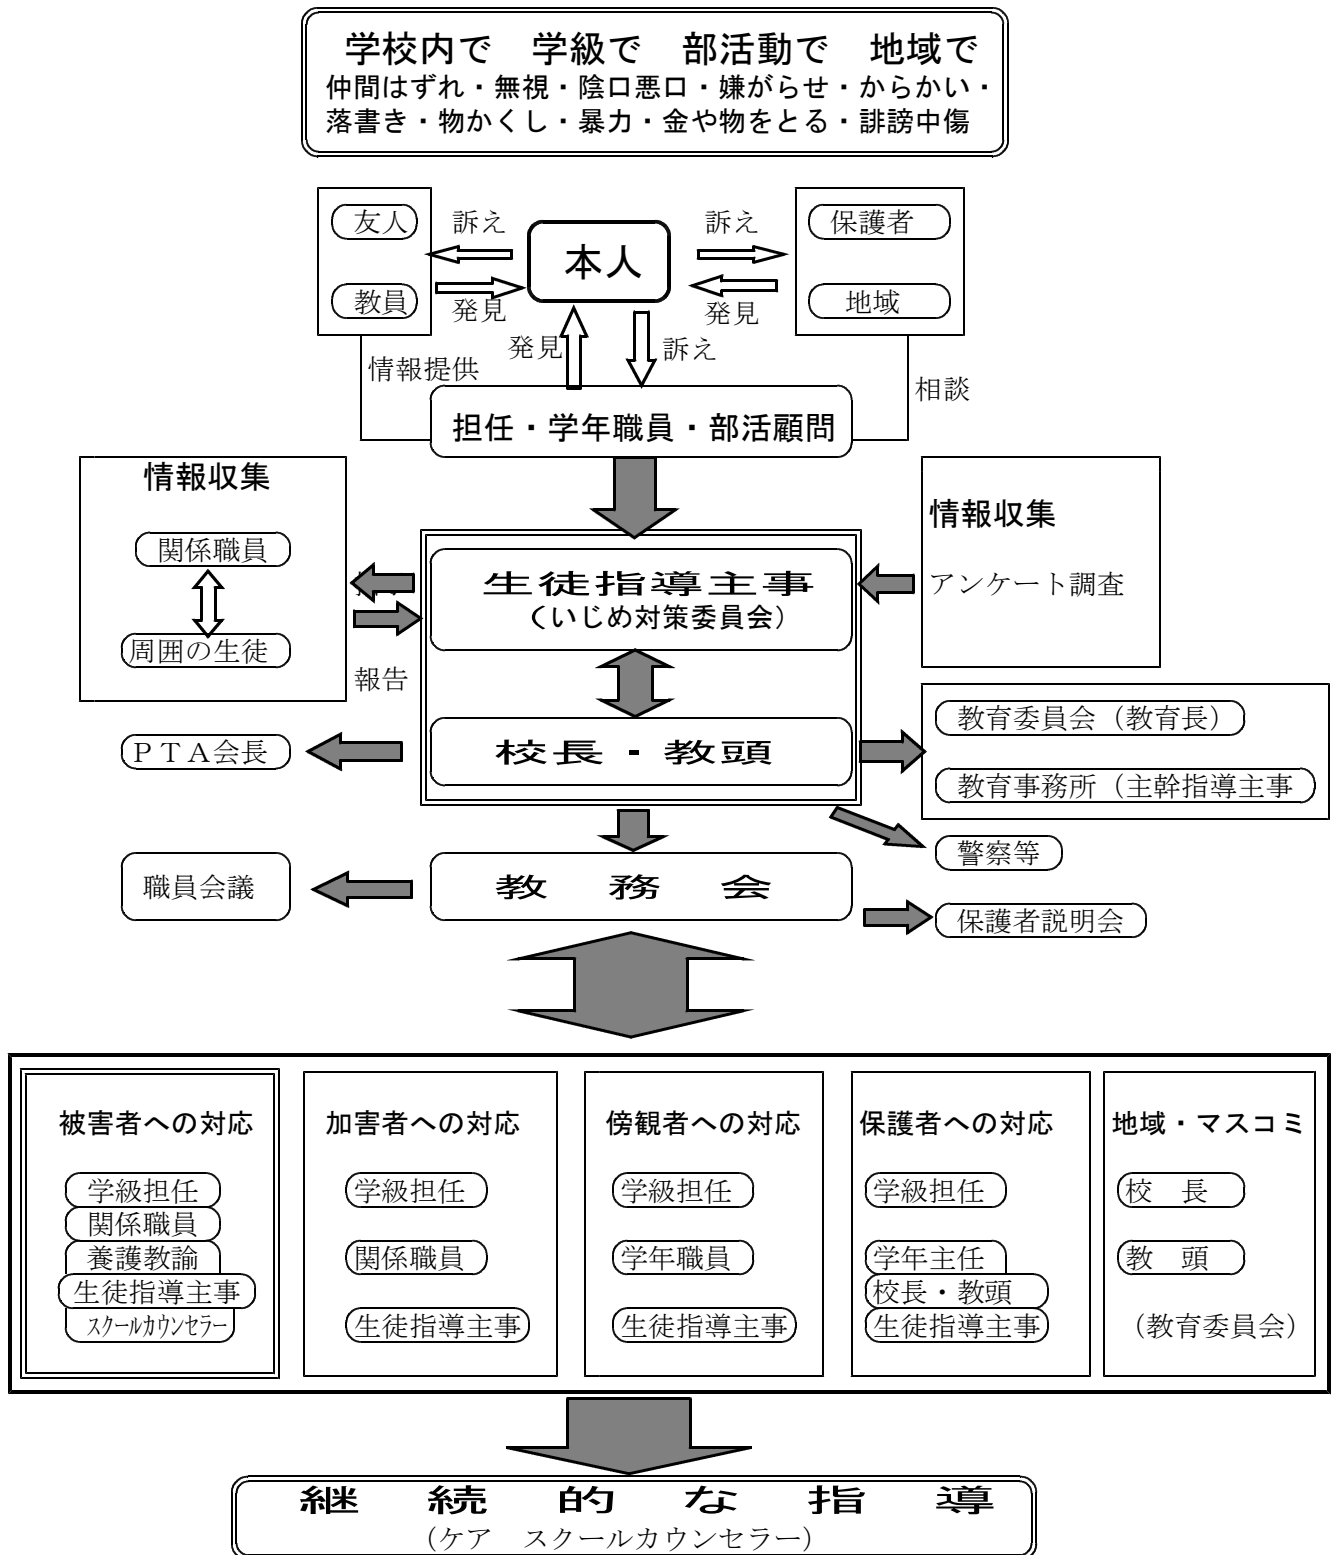 学校内で　学級で　部活動で　地域で
仲間はずれ・無視・陰口悪口・嫌がらせ・からかい・
落書き・物かくし・暴力・金や物をとる・誹謗中傷
友人
訴え
本人
訴え
保護者
教員
発見
発見
地域
情報提供
発見
訴え
相談
担任・学年職員・部活顧問
情報収集
関係職員
周囲の生徒
報告
生徒指導主事
（いじめ対策委員会）
情報収集
アンケート調査
校長・教頭
ＰＴＡ会長
教育委員会（教育長）
教育事務所（主幹指導主事
警察等
職員会議
教　務　会
保護者説明会
被害者への対応
学級担任
関係職員
養護教諭
生徒指導主事
スクールカウンセラー
加害者への対応
学級担任
関係職員
生徒指導主事
傍観者への対応
学級担任
学年職員
生徒指導主事
保護者への対応
学級担任
学年主任
校長・教頭
生徒指導主事
地域・マスコミ
校　長
教　頭
（教育委員会）
継　続　的　な　指　導
（ケア　スクールカウンセラー）